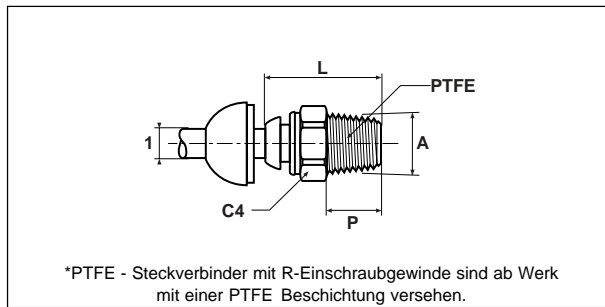 L
PTFE
1
A
C4
P
*PTFE - Steckverbinder mit R-Einschraubgewinde sind ab Werk
mit einer PTFE Beschichtung versehen.